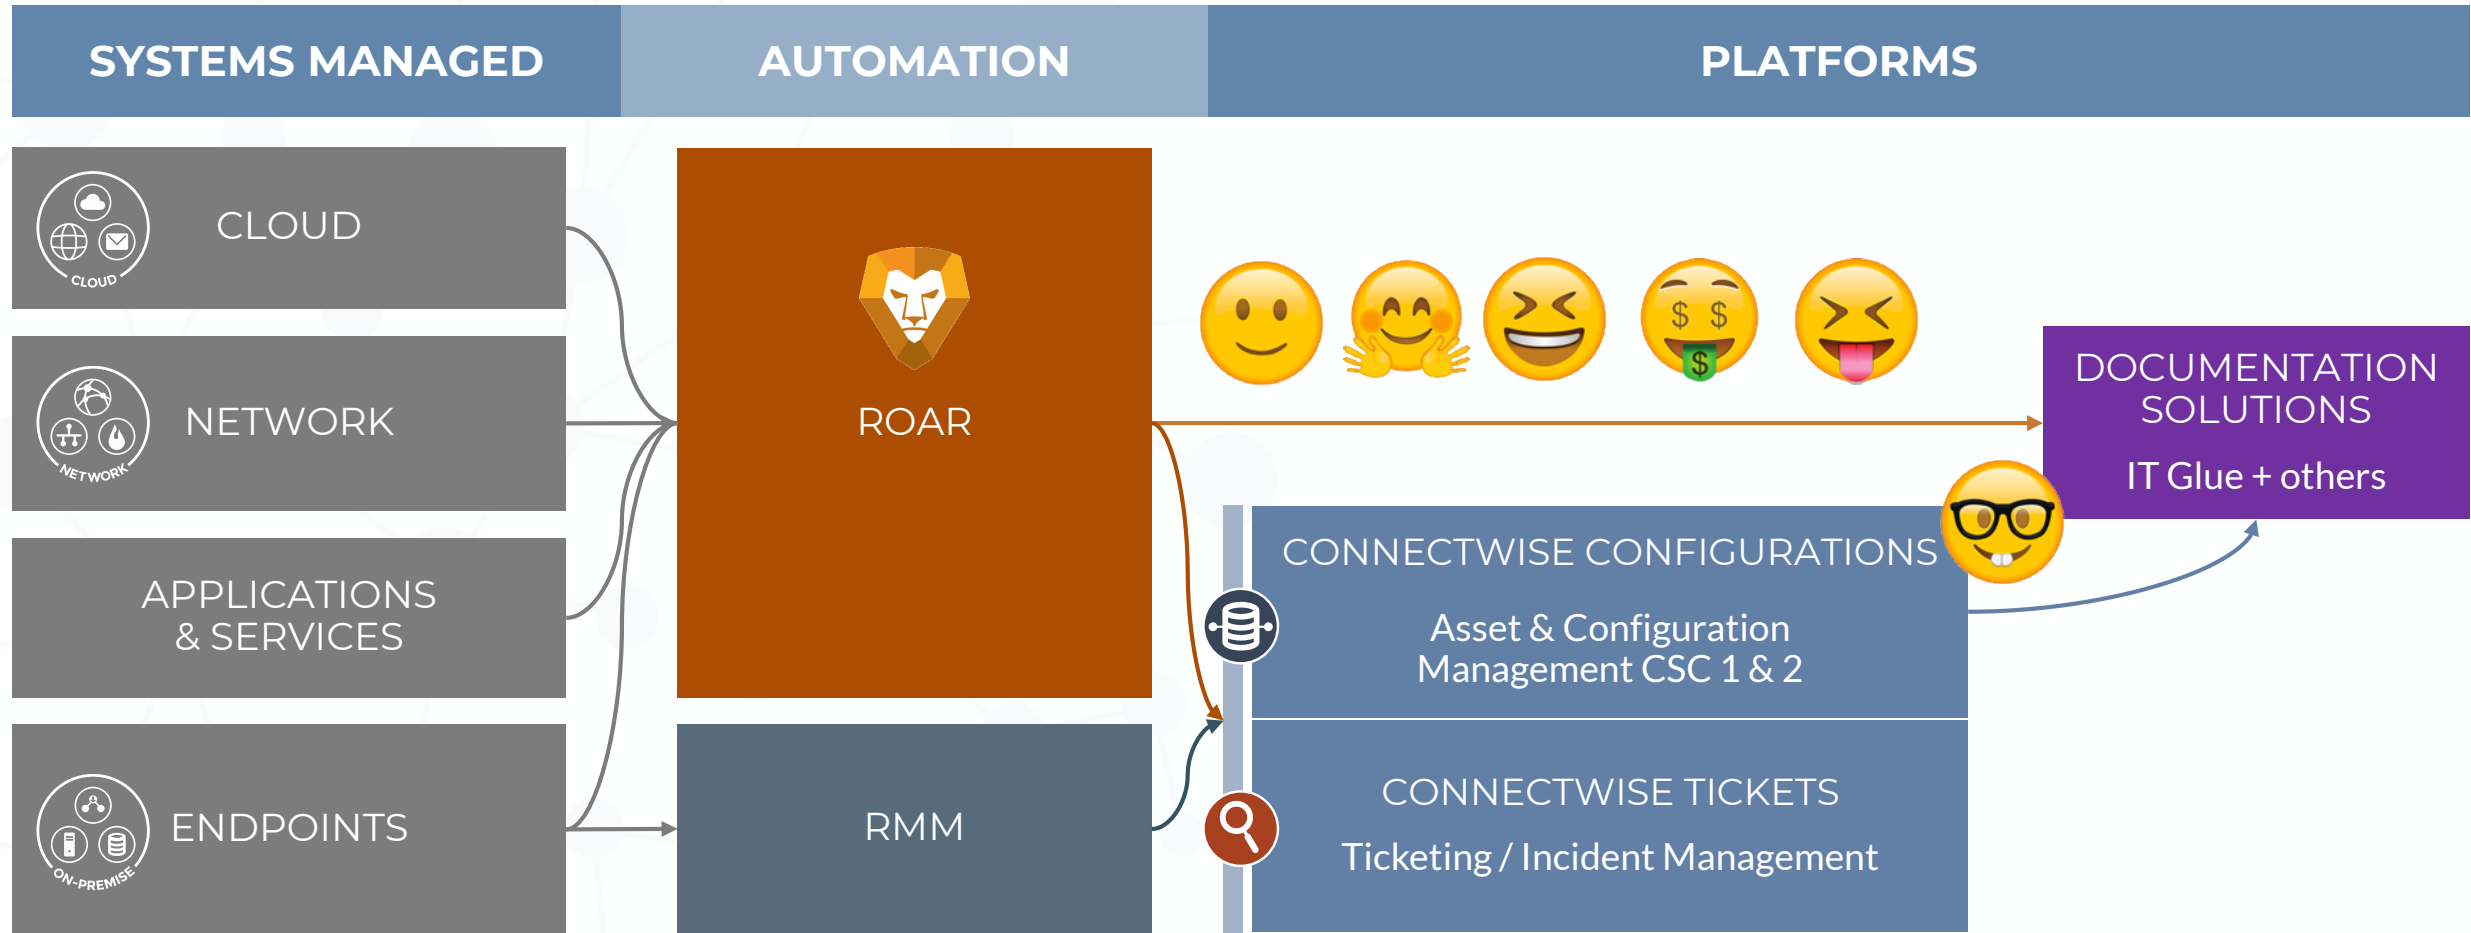 SYSTEMS MANAGED
AUTOMATION
PLATFORMS
CLOUD
CLOUD
NETWORK
NETWORK
APPLICATIONS
& SERVICES
ON-PREMISE
ENDPOINTS
ROAR
RMM
$ $
$
DOCUMENTATION
SOLUTIONS
IT Glue + others
CONNECTWISE CONFIGURATIONS
Asset & Configuration
Management CSC 1 & 2
CONNECTWISE TICKETS
Ticketing / Incident Management